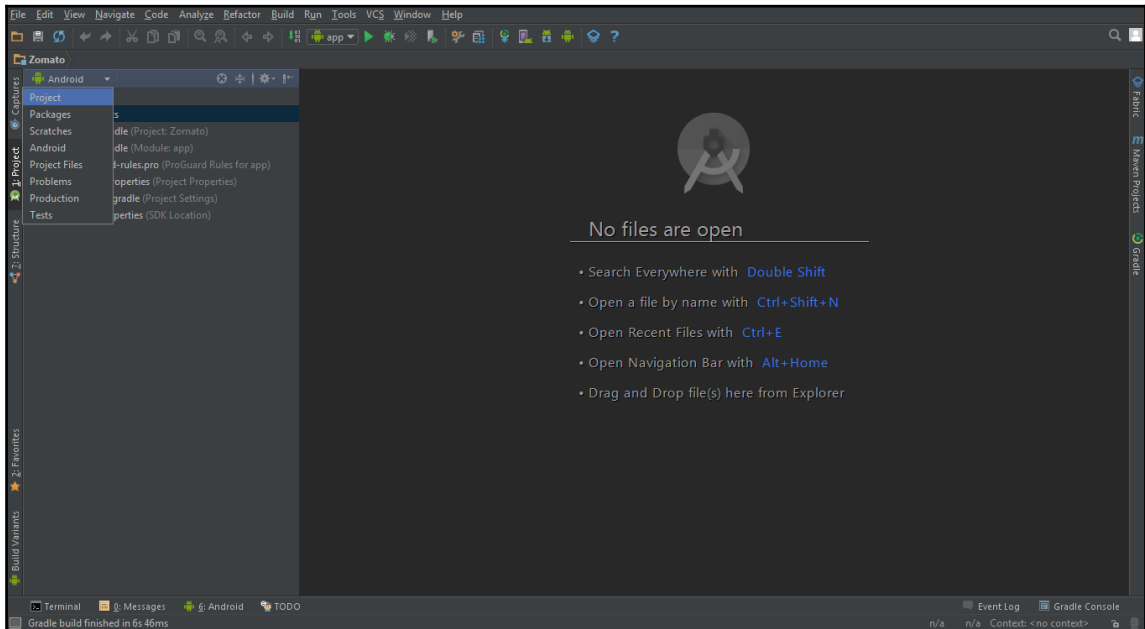 File Edit View Navigate Code Analyze Refactor Build Run Tools VCS Window Help
app
Zomato
Android
Project
Packages
s
Scratches
dle (Project: Zomato)
Android
dle (Module: app)
Project Files
d-rules.pro (ProGuard Rules for app)
Problems
roperties (Project Properties)
Production
gradle (Project Settings)
Tests
perties (SDK Location)
Captures
1: Project
7: Structure
2: Favorites
Build Variants
No files are open
• Search Everywhere with Double Shift
• Open a file by name with Ctrl+Shift+N
• Open Recent Files with Ctrl+E
• Open Navigation Bar with Alt+Home
• Drag and Drop file(s) here from Explorer
Fabric
m Maven Projects
Gradle
Terminal 0: Messages 6: Android TODO Event Log Gradle Console
Gradle build finished in 6s 46ms n/a n/a Context: <no context>